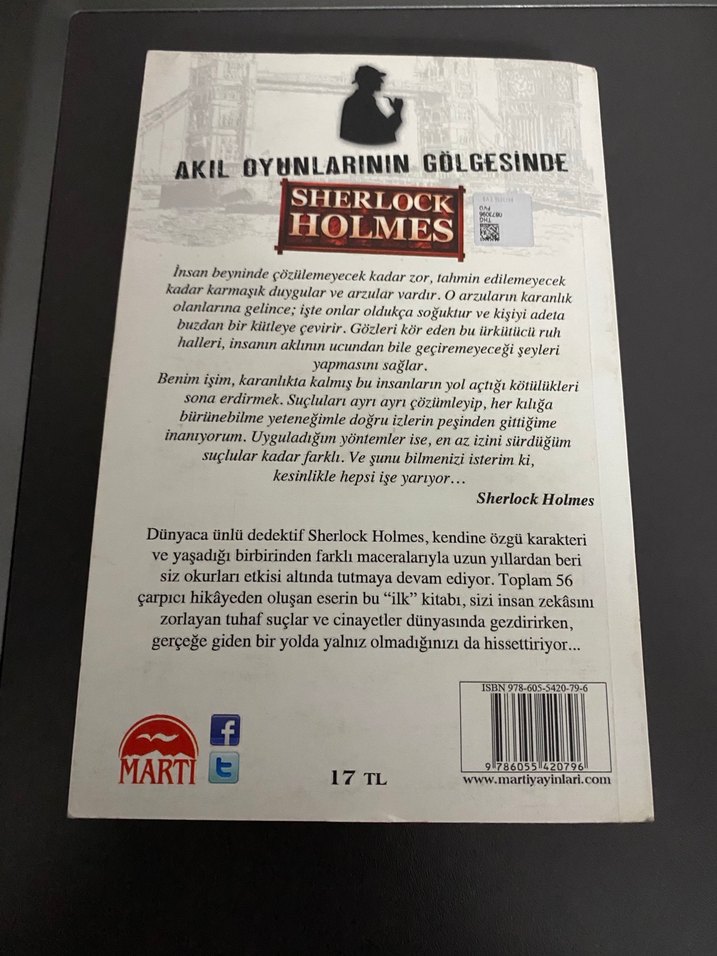 AKIL OYUNLARININ GÖLGESİNDE
SHERLOCK
HOLMES
İnsan beyninde çözülemeyecek kadar zor, tahmin edilemeyecek
kadar karmaşık duygular ve arzular vardır. O arzuların karanlık
olanlarına gelince; işte onlar oldukça soğuktur ve kişiyi adeta
buzdan bir kütleye çevirir. Gözleri kör eden bu ürkütücü ruh
halleri, insanın aklının ucundan bile geçiremeyeceği şeyleri
yapmasını sağlar.
Benim işim, karanlıkta kalmış bu insanların yol açtığı kötülükleri
sona erdirmek. Suçluları ayrı ayrı çözümleyip, her kılığa
bürünebilme yeteneğimle doğru izlerin peşinden gittiğime
inanıyorum. Uyguladığım yöntemler ise, en az izini sürdüğüm
suçlular kadar farklı. Ve şunu bilmenizi isterim ki,
kesinlikle hepsi işe yarıyor…
Sherlock Holmes
Dünyaca ünlü dedektif Sherlock Holmes, kendine özgü karakteri
ve yaşadığı birbirinden farklı maceralarıyla uzun yıllardan beri
siz okurları etkisi altında tutmaya devam ediyor. Toplam 56
çarpıcı hikâyeden oluşan eserin bu “ilk” kitabı, sizi insan zekâsını
zorlayan tuhaf suçlar ve cinayetler dünyasında gezdirirken,
gerçeğe giden bir yolda yalnız olmadığınızı da hissettiriyor...
ISBN 978-605-5420-79-6
9 786055 420796
www.martiyayinlari.com
MARTI
17 TL